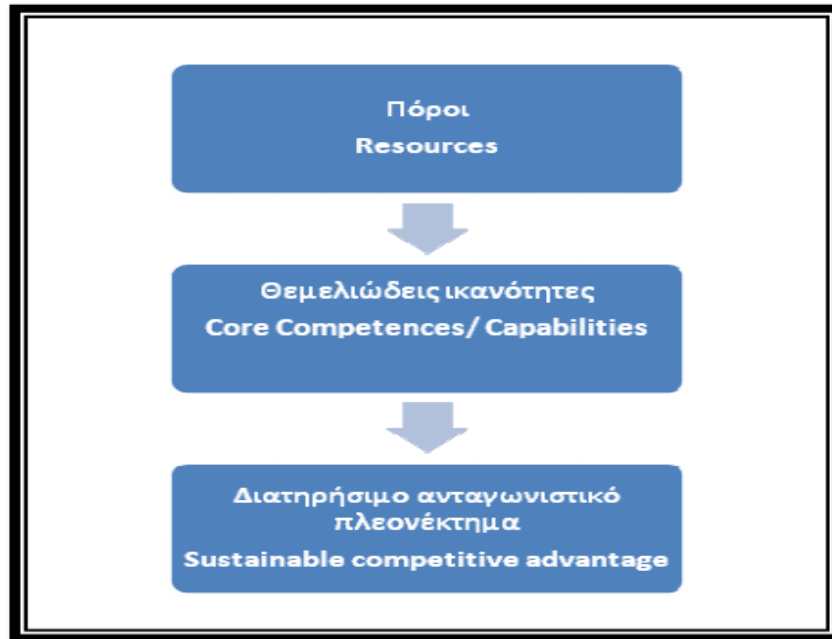 Πόροι
Resources
Θεμελιώδεις ικανότητες
Core Competences/ Capabilities
Διατηρήσιμο ανταγωνιστικό
πλεονέκτημα
Sustainable competitive advantage